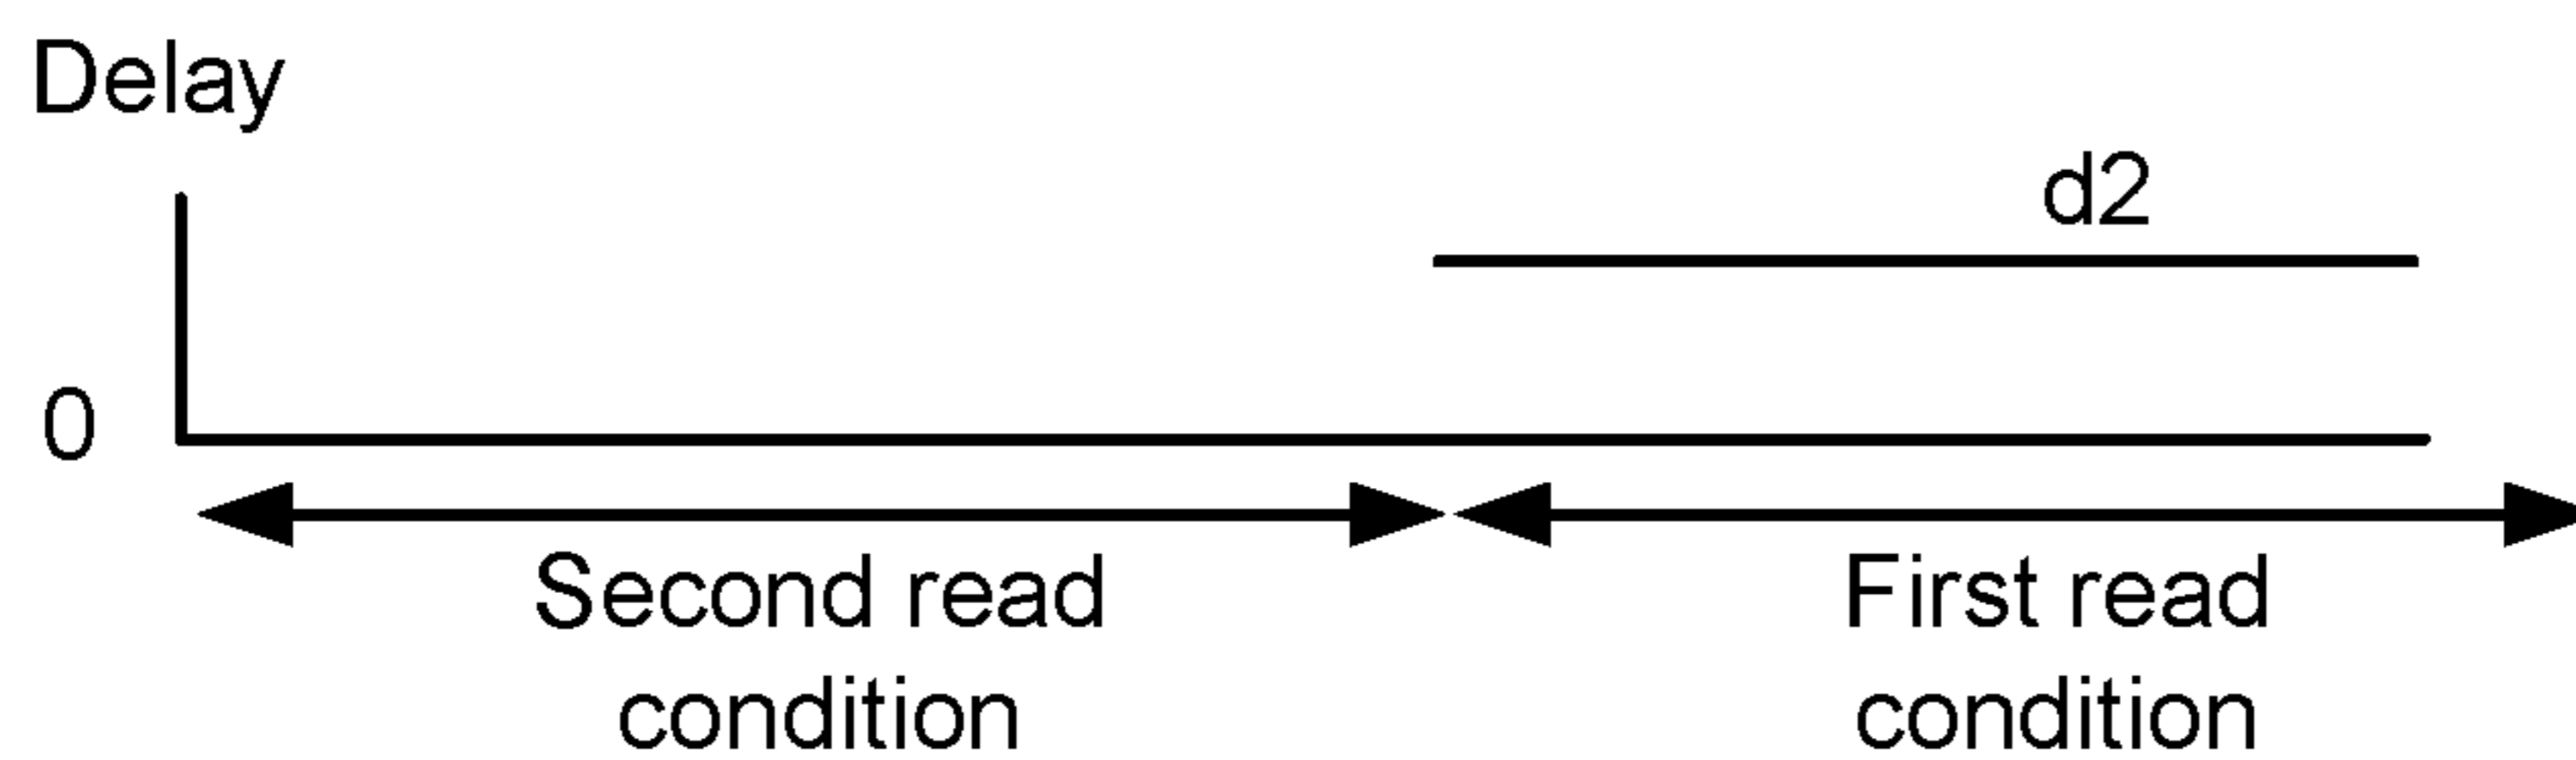 Delay
d2
0
Second read
condition
First read
condition